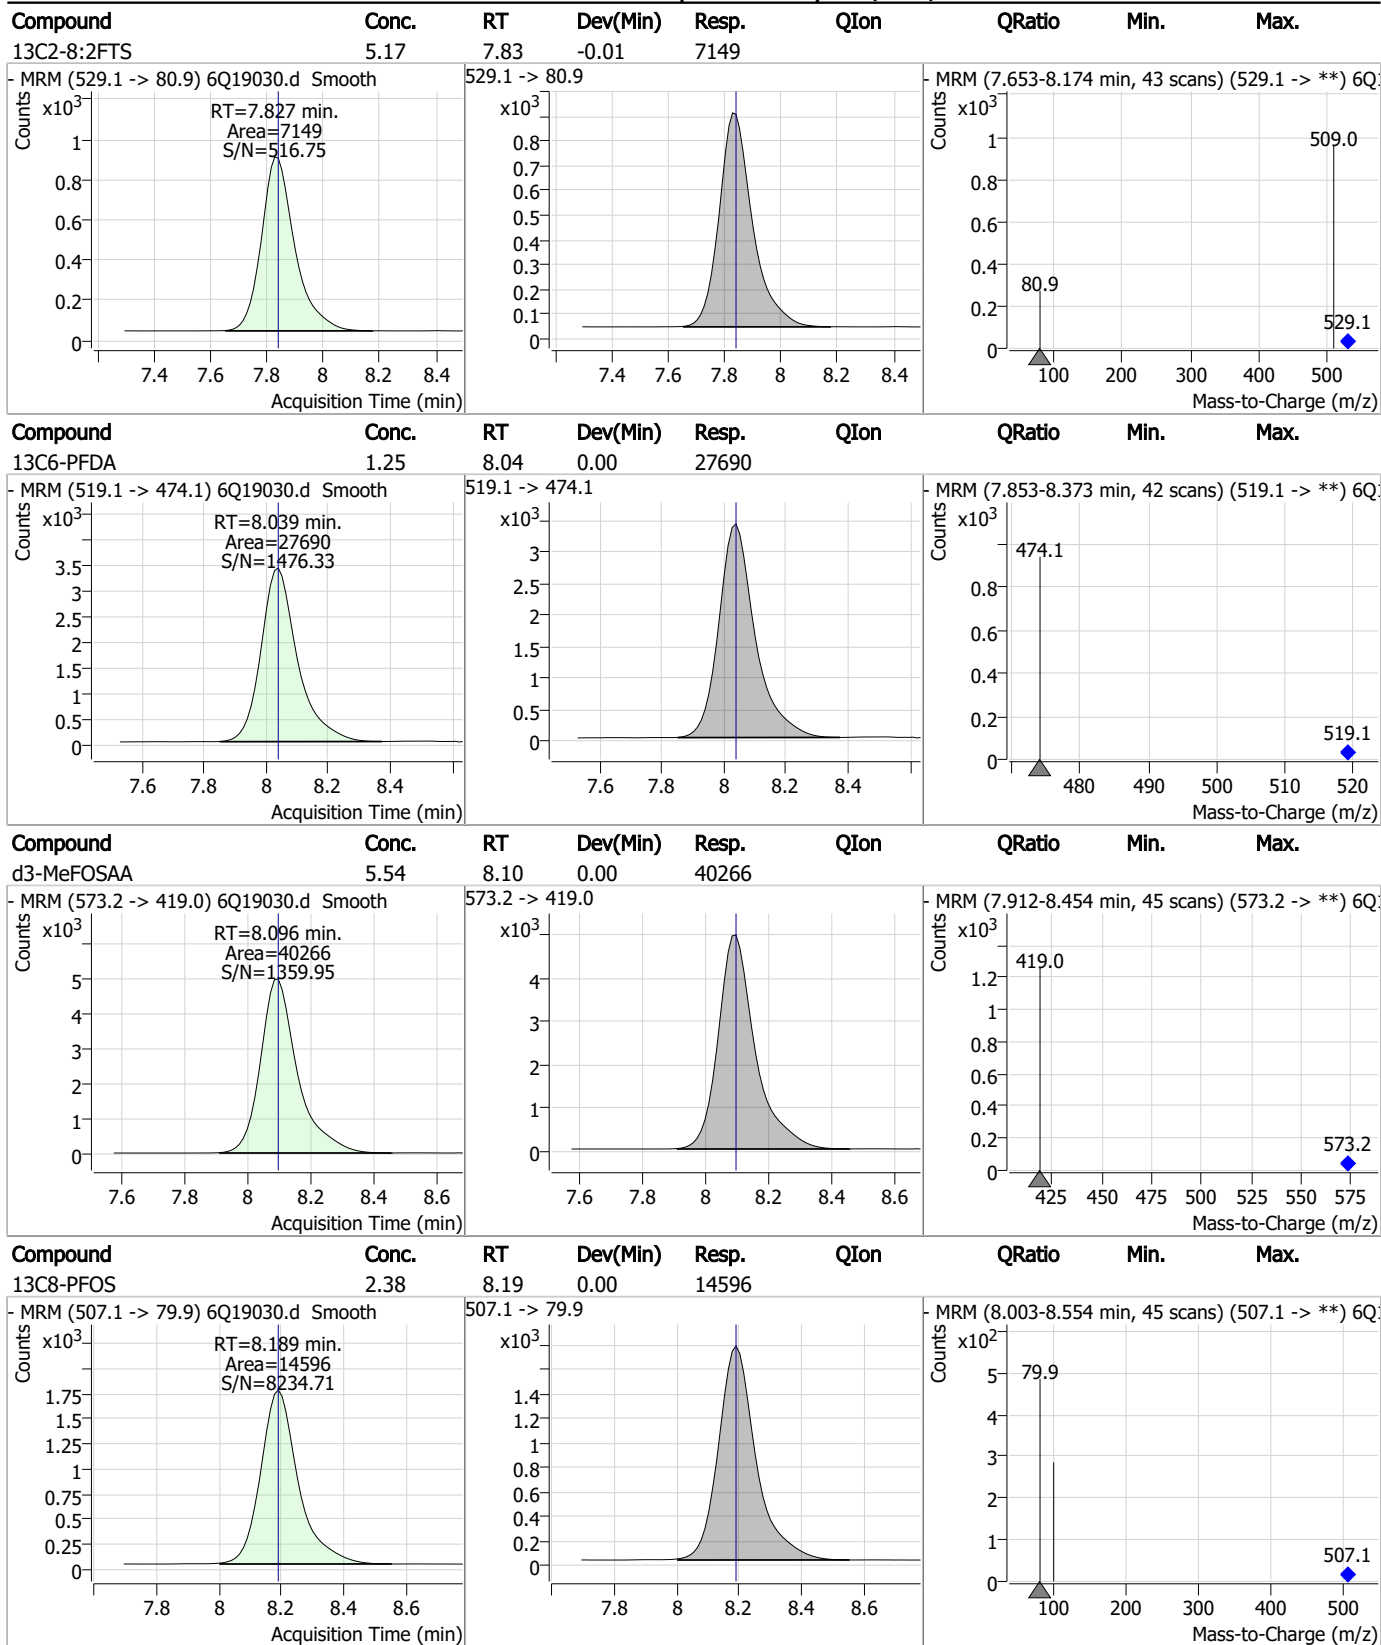 Compound Conc. RT Dev(Min) Resp. QIon QRatio Min. Max.
13C2-8:2FTS 5.17 7.83 -0.01 7149
- MRM (529.1 -> 80.9) 6Q19030.d Smooth
Counts
x10³
RT=7.827 min.
Area=7149
S/N=516.75
1
0.8
0.6
0.4
0.2
0
7.4 7.6 7.8 8 8.2 8.4
Acquisition Time (min)
529.1 -> 80.9
x10³
0.8
0.7
0.6
0.5
0.4
0.3
0.2
0.1
0
7.4 7.6 7.8 8 8.2 8.4
- MRM (7.653-8.174 min, 43 scans) (529.1 -> **) 6Q
Counts
x10³
1
0.8
0.6
0.4
0.2
0
509.0
80.9
529.1
100 200 300 400 500
Mass-to-Charge (m/z)
Compound Conc. RT Dev(Min) Resp. QIon QRatio Min. Max.
13C6-PFDA 1.25 8.04 0.00 27690
- MRM (519.1 -> 474.1) 6Q19030.d Smooth
Counts
x10³
RT=8.039 min.
Area=27690
S/N=1476.33
3.5
3
2.5
2
1.5
1
0.5
0
7.6 7.8 8 8.2 8.4
Acquisition Time (min)
519.1 -> 474.1
x10³
3
2.5
2
1.5
1
0.5
0
7.6 7.8 8 8.2 8.4
- MRM (7.853-8.373 min, 42 scans) (519.1 -> **) 6Q
Counts
x10³
474.1
0.8
0.6
0.4
0.2
0
519.1
480 490 500 510 520
Mass-to-Charge (m/z)
Compound Conc. RT Dev(Min) Resp. QIon QRatio Min. Max.
d3-MeFOSAA 5.54 8.10 0.00 40266
- MRM (573.2 -> 419.0) 6Q19030.d Smooth
Counts
x10³
RT=8.096 min.
Area=40266
S/N=1359.95
5
4
3
2
1
0
7.6 7.8 8 8.2 8.4 8.6
Acquisition Time (min)
573.2 -> 419.0
x10³
4
3
2
1
0
7.6 7.8 8 8.2 8.4 8.6
- MRM (7.912-8.454 min, 45 scans) (573.2 -> **) 6Q
Counts
x10³
419.0
1.2
1
0.8
0.6
0.4
0.2
0
573.2
425 450 475 500 525 550 575
Mass-to-Charge (m/z)
Compound Conc. RT Dev(Min) Resp. QIon QRatio Min. Max.
13C8-PFOS 2.38 8.19 0.00 14596
- MRM (507.1 -> 79.9) 6Q19030.d Smooth
Counts
x10³
RT=8.189 min.
Area=14596
S/N=8234.71
1.75
1.5
1.25
1
0.75
0.5
0.25
0
7.8 8 8.2 8.4 8.6
Acquisition Time (min)
507.1 -> 79.9
x10³
1.4
1.2
1
0.8
0.6
0.4
0.2
0
7.8 8 8.2 8.4 8.6
- MRM (8.003-8.554 min, 45 scans) (507.1 -> **) 6Q
Counts
x10²
79.9
5
4
3
2
1
0
507.1
100 200 300 400 500
Mass-to-Charge (m/z)